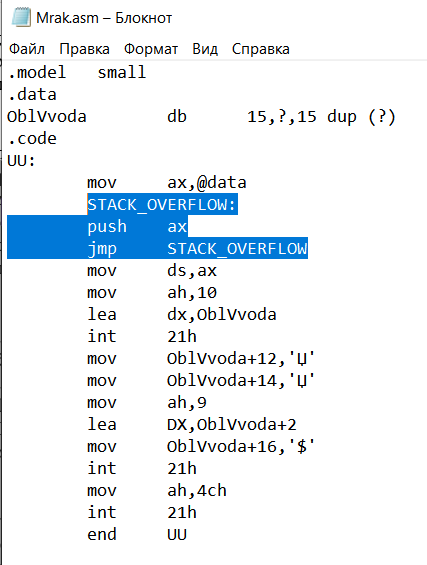 Mrak.asm – Блокнот
Файл Правка Формат Вид Справка
.model small
.data
OblVvoda db 15,?,15 dup (?)
.code
UU:
mov ax,@data
STACK_OVERFLOW:
push ax
jmp STACK_OVERFLOW
mov ds,ax
mov ah,10
lea dx,OblVvoda
int 21h
mov OblVvoda+12,'Џ'
mov OblVvoda+14,'Џ'
mov ah,9
lea DX,OblVvoda+2
mov OblVvoda+16,'$'
int 21h
mov ah,4ch
int 21h
end UU